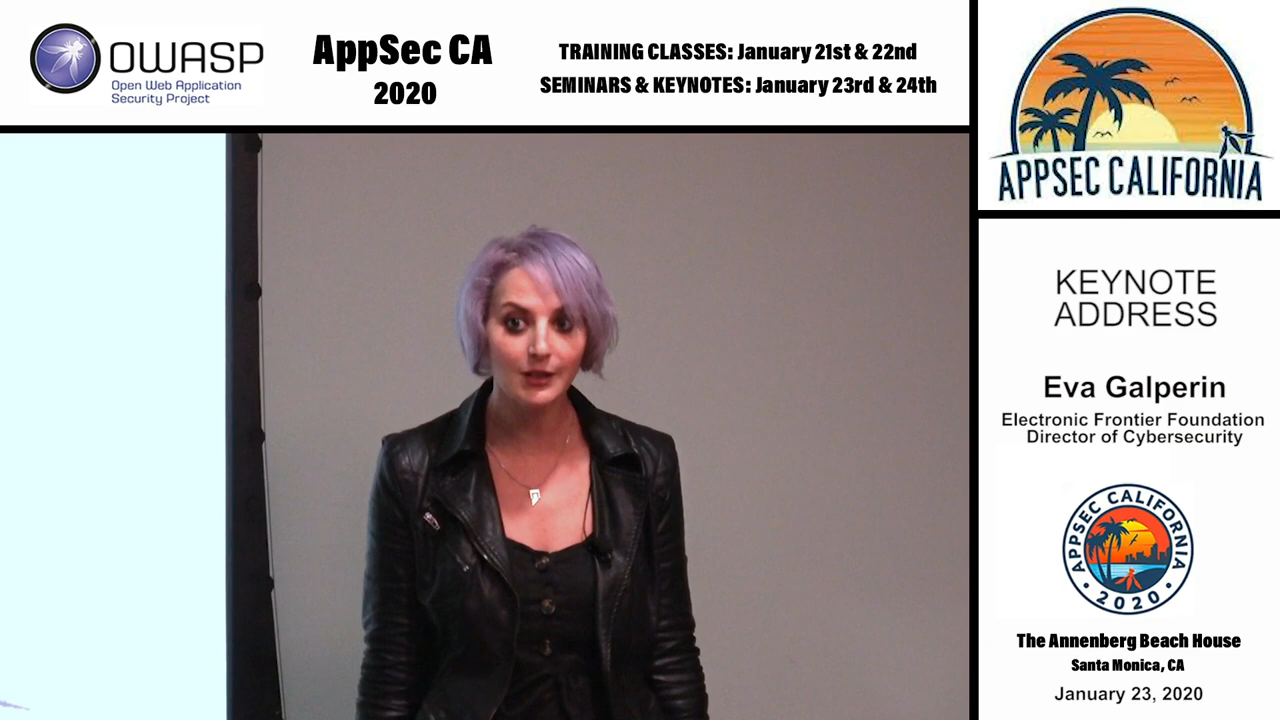 OWASP
Open Web Application
Security Project
AppSec CA
2020
TRAINING CLASSES: January 21st & 22nd
SEMINARS & KEYNOTES: January 23rd & 24th
APPSEC CALIFORNIA
KEYNOTE
ADDRESS
Eva Galperin
Electronic Frontier Foundation
Director of Cybersecurity
APPSEC CALIFORNIA
• 2020 •
The Annenberg Beach House
Santa Monica, CA
January 23, 2020